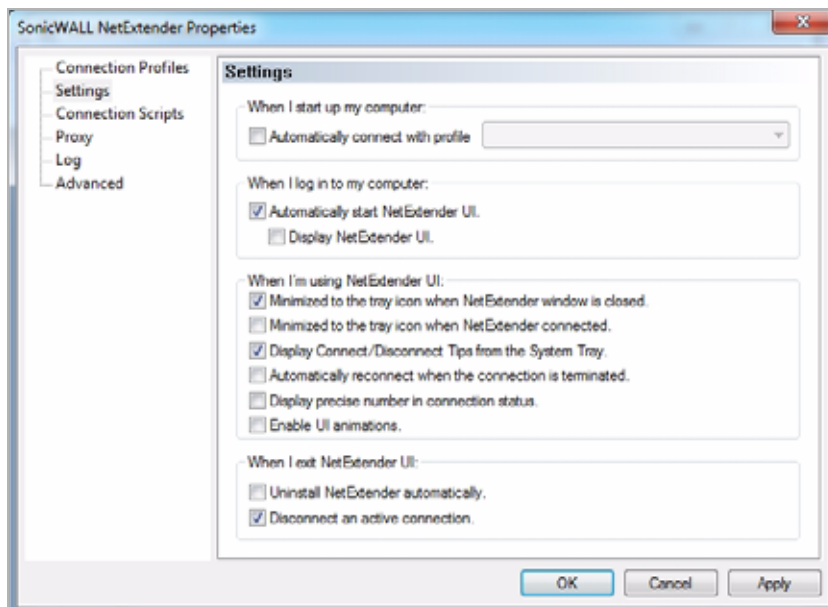 SonicWALL NetExtender Properties
Connection Profiles
Settings
Connection Scripts
Proxy
Log
Advanced
Settings
When I start up my computer:
Automatically connect with profile
When I log in to my computer:
Automatically start NetExtender UI.
Display NetExtender UI.
When I'm using NetExtender UI:
Minimized to the tray icon when NetExtender window is closed.
Minimized to the tray icon when NetExtender connected.
Display Connect/Disconnect Tips from the System Tray.
Automatically reconnect when the connection is terminated.
Display precise number in connection status.
Enable UI animations.
When I exit NetExtender UI:
Uninstall NetExtender automatically.
Disconnect an active connection.
OK
Cancel
Apply